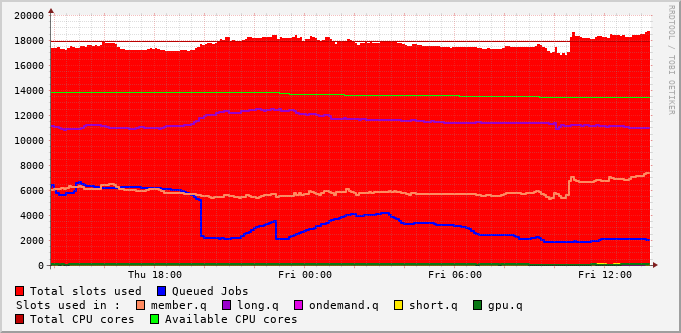 RRDTOOL / TOBI OETIKER
20000
18000
16000
14000
12000
10000
8000
6000
4000
2000
0
Thu 18:00 Fri 00:00 Fri 06:00 Fri 12:00
Total slots used Queued Jobs
Slots used in : member.q long.q ondemand.q short.q gpu.q
Total CPU cores Available CPU cores